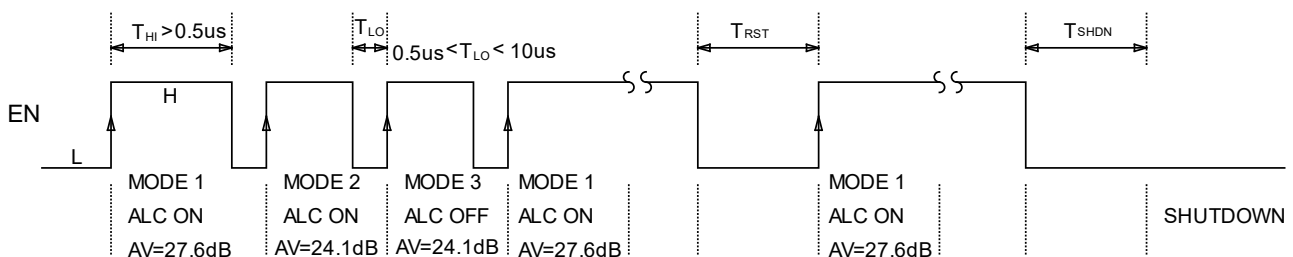 THI >0.5us
TLO
0.5us<TLO< 10us
TRST
TSHDN
EN
H
L
MODE 1
ALC ON
AV=27.6dB
MODE 2
ALC ON
AV=24.1dB
MODE 3
ALC OFF
AV=24.1dB
MODE 1
ALC ON
AV=27.6dB
MODE 1
ALC ON
AV=27.6dB
SHUTDOWN